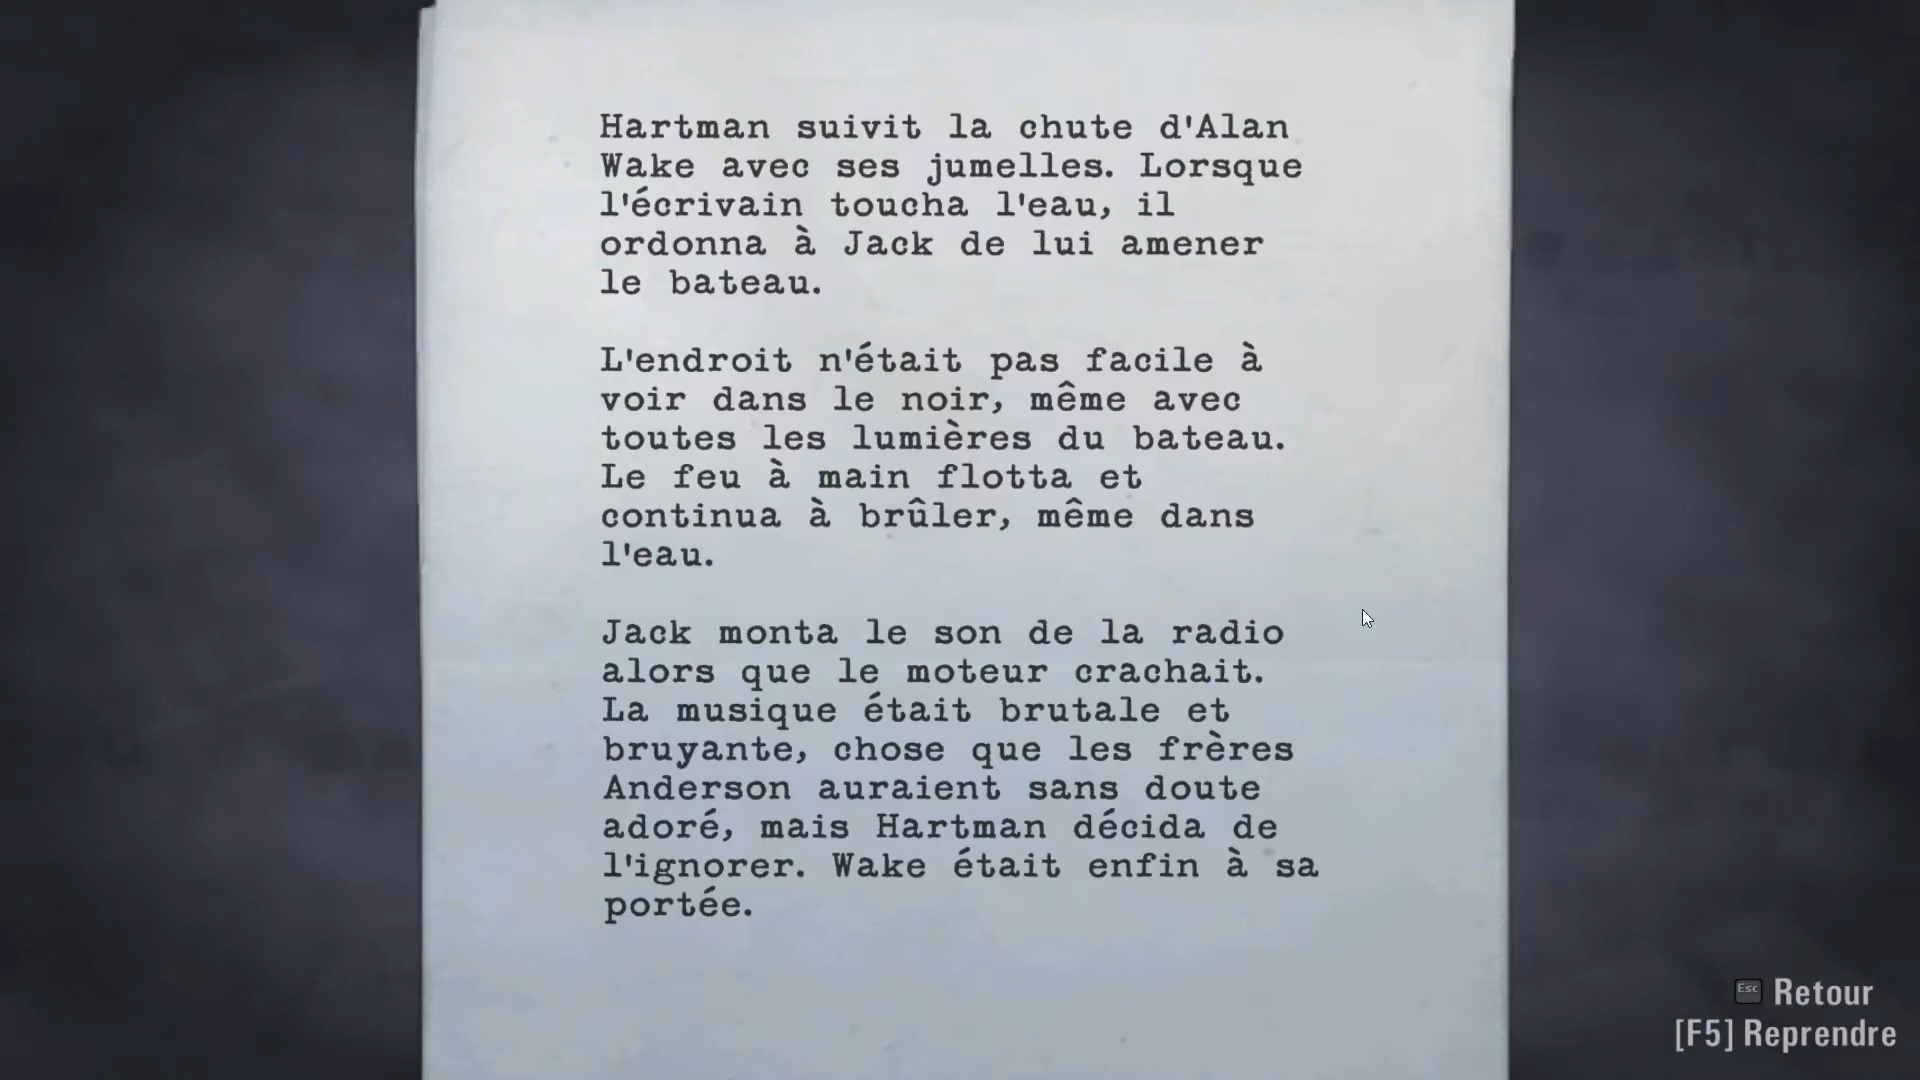 Hartman suivit la chute d'Alan
Wake avec ses jumelles. Lorsque
l'écrivain toucha l'eau, il
ordonna à Jack de lui amener
le bateau.
L'endroit n'était pas facile à
voir dans le noir, même avec
toutes les lumières du bateau.
Le feu à main flotta et
continua à brûler, même dans
l'eau.
Jack monta le son de la radio
alors que le moteur crachait.
La musique était brutale et
bruyante, chose que les frères
Anderson auraient sans doute
adoré, mais Hartman décida de
l'ignorer. Wake était enfin à sa
portée.
Esc Retour
[F5] Reprendre